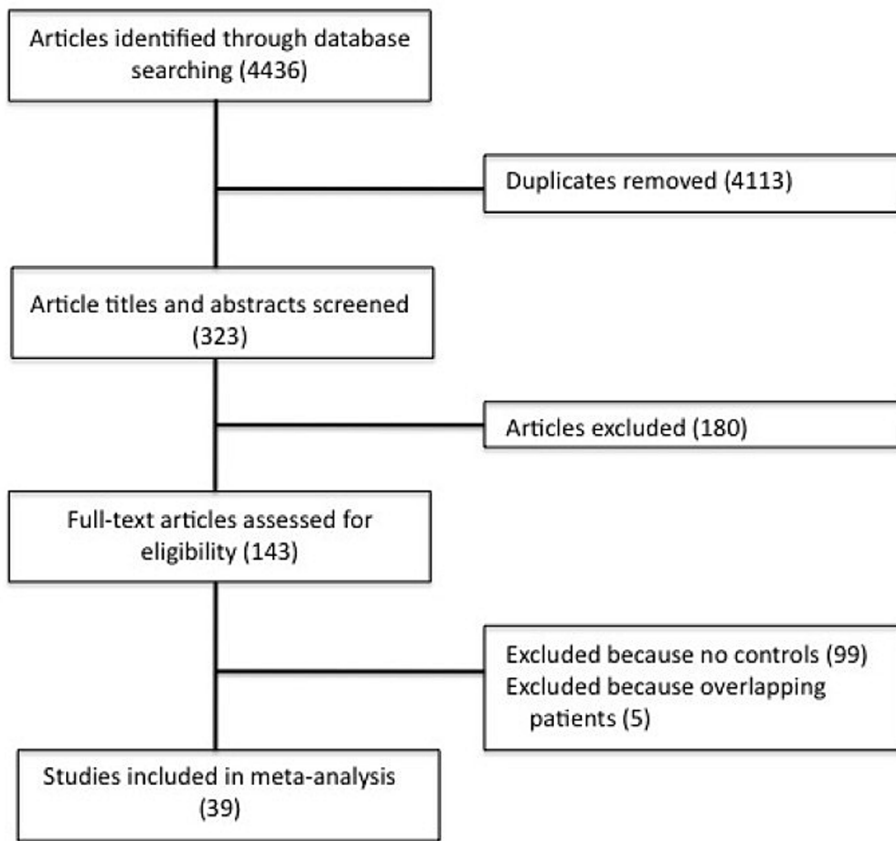 Articles identified through database
searching (4436)
Duplicates removed (4113)
Article titles and abstracts screened
(323)
Articles excluded (180)
Full-text articles assessed for
eligibility (143)
Excluded because no controls (99)
Excluded because overlapping
patients (5)
Studies included in meta-analysis
(39)